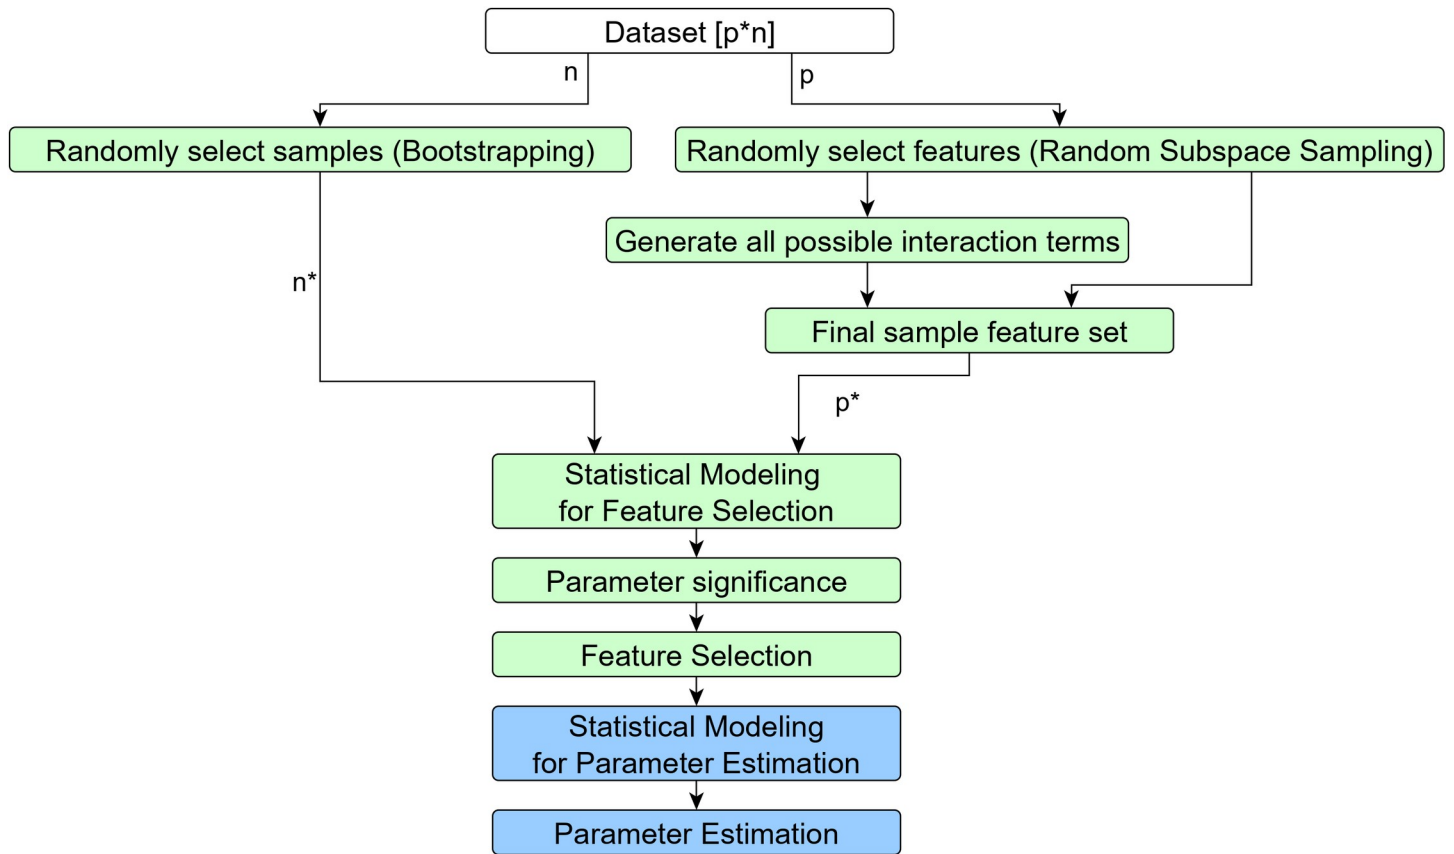 Dataset [p*n]
n
p
Randomly select samples (Bootstrapping)
Randomly select features (Random Subspace Sampling)
Generate all possible interaction terms
n*
Final sample feature set
p*
Statistical Modeling
for Feature Selection
Parameter significance
Feature Selection
Statistical Modeling
for Parameter Estimation
Parameter Estimation